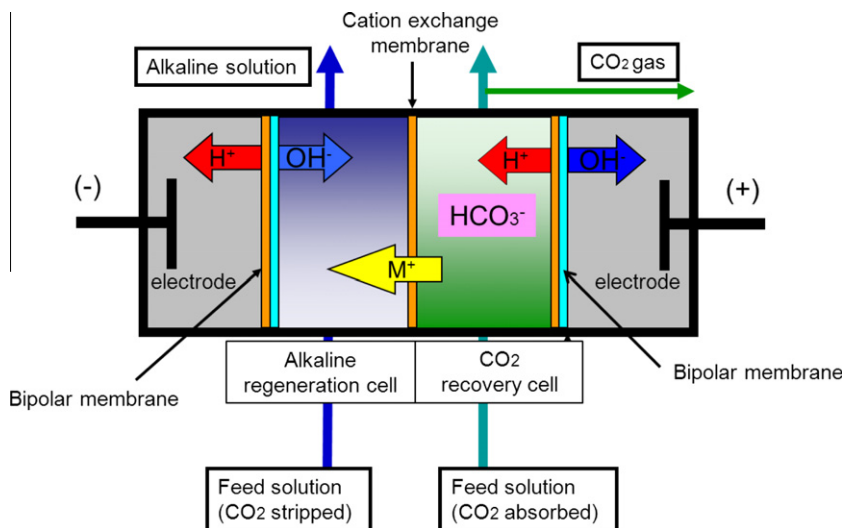 Cation exchange
membrane
Alkaline solution
CO₂ gas
H⁺
OH⁻
H⁺
OH⁻
(-)
(+)
HCO₃⁻
M⁺
electrode
electrode
Alkaline
regeneration cell
CO₂
recovery cell
Bipolar membrane
Bipolar membrane
Feed solution
(CO₂ stripped)
Feed solution
(CO₂ absorbed)